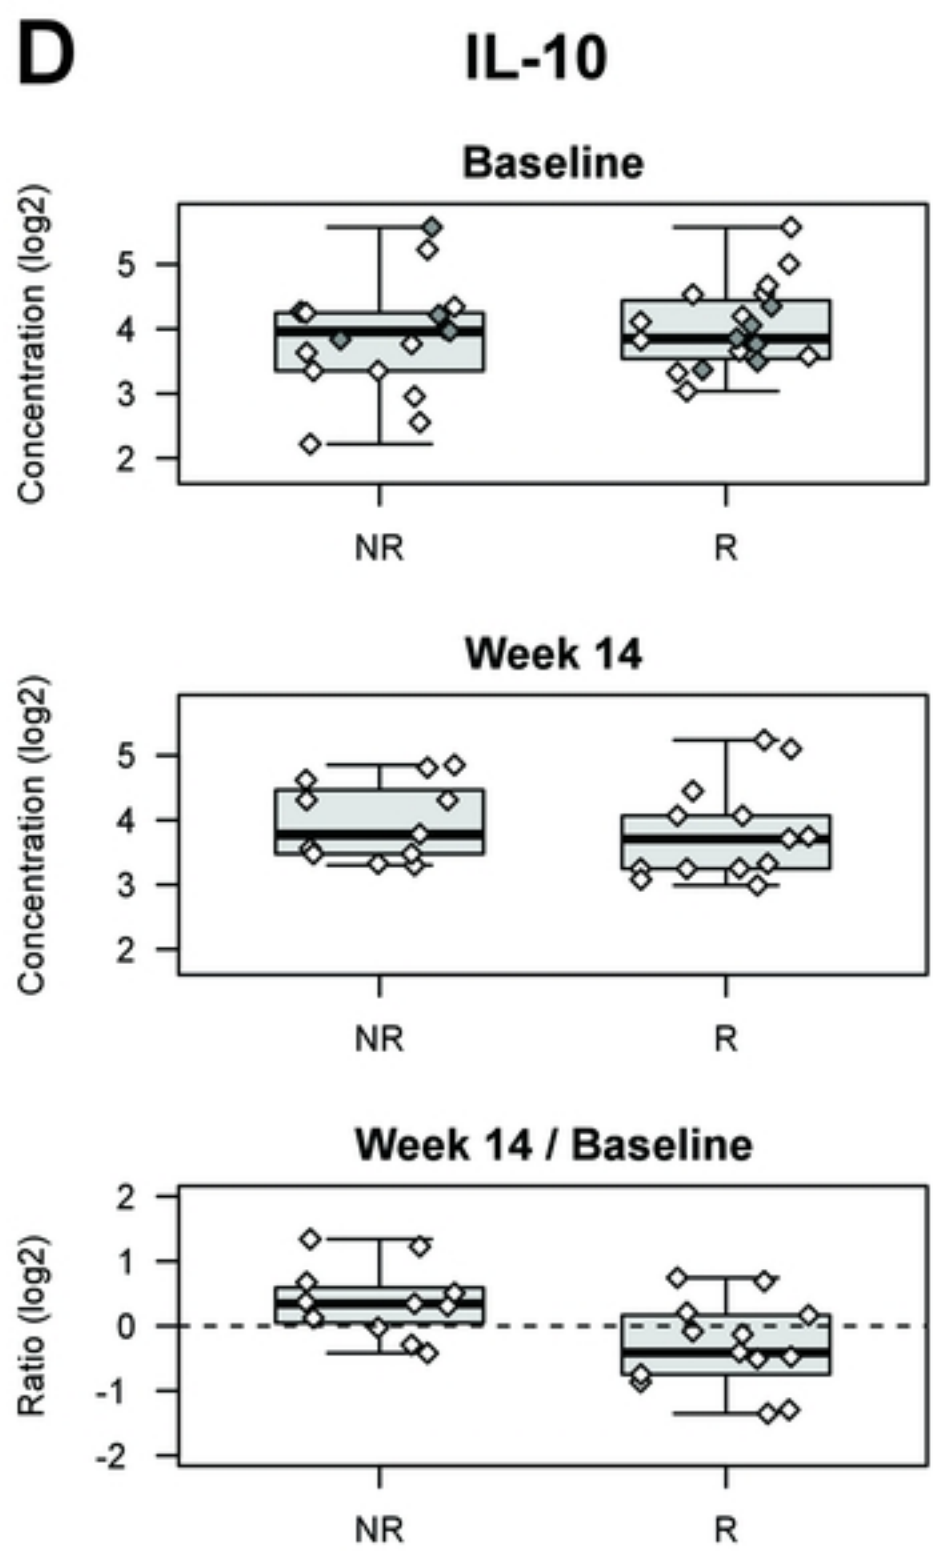 D
IL-10
Baseline
Concentration (log2)
5
4
3
2
NR R
Week 14
Concentration (log2)
5
4
3
2
NR R
Week 14 / Baseline
Ratio (log2)
2
1
0
-1
-2
NR R